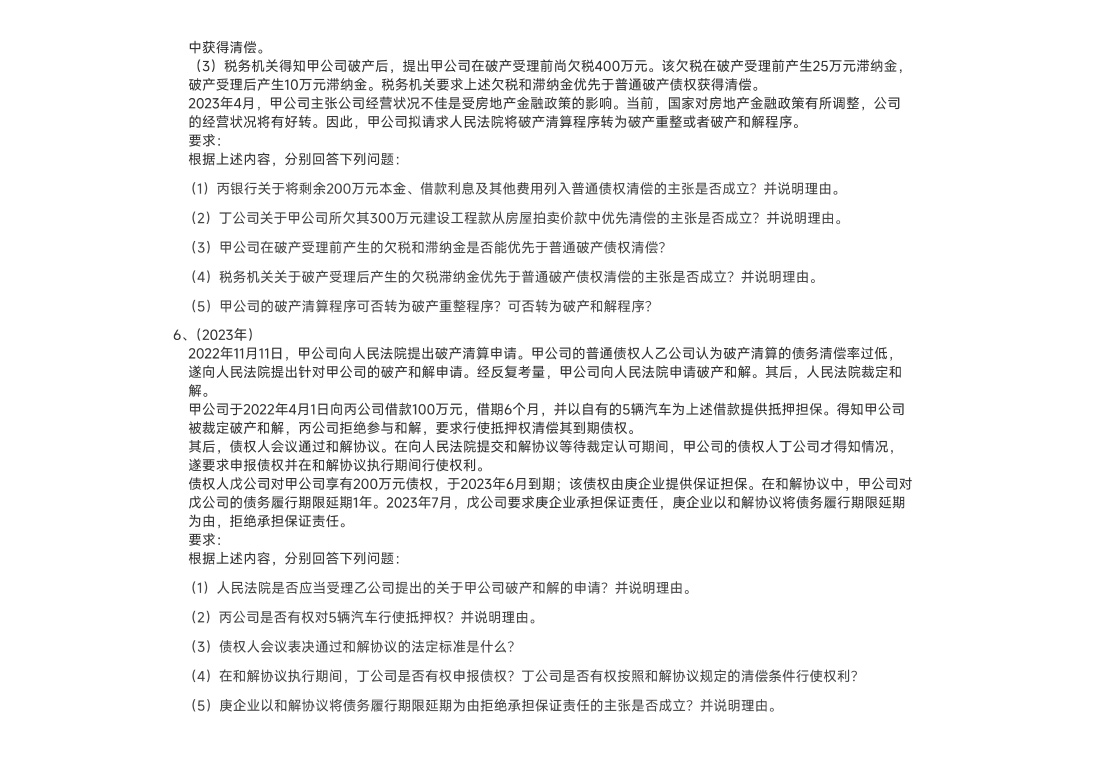 中获得清偿。
（3）税务机关得知甲公司破产后，提出甲公司在破产受理前尚欠税400万元。该欠税在破产受理前产生25万元滞纳金，
破产受理后产生10万元滞纳金。税务机关要求上述欠税和滞纳金优先于普通破产债权获得清偿。
2023年4月，甲公司主张公司经营状况不佳是受房地产金融政策的影响。当前，国家对房地产金融政策有所调整，公司
的经营状况将有好转。因此，甲公司拟请求人民法院将破产清算程序转为破产重整或者破产和解程序。
要求：
根据上述内容，分别回答下列问题：
（1）丙银行关于将剩余200万元本金、借款利息及其他费用列入普通债权清偿的主张是否成立？并说明理由。
（2）丁公司关于甲公司所欠其300万元建设工程款从房屋拍卖价款中优先清偿的主张是否成立？并说明理由。
（3）甲公司在破产受理前产生的欠税和滞纳金是否能优先于普通破产债权清偿？
（4）税务机关关于破产受理后产生的欠税滞纳金优先于普通破产债权清偿的主张是否成立？并说明理由。
（5）甲公司的破产清算程序可否转为破产重整程序？可否转为破产和解程序？
6、（2023年）
2022年11月11日，甲公司向人民法院提出破产清算申请。甲公司的普通债权人乙公司认为破产清算的债务清偿率过低，
遂向人民法院提出针对甲公司的破产和解申请。经反复考量，甲公司向人民法院申请破产和解。其后，人民法院裁定和
解。
甲公司于2022年4月1日向丙公司借款100万元，借期6个月，并以自有的5辆汽车为上述借款提供抵押担保。得知甲公司
被裁定破产和解，丙公司拒绝参与和解，要求行使抵押权清偿其到期债权。
其后，债权人会议通过和解协议。在向人民法院提交和解协议等待裁定认可期间，甲公司的债权人丁公司才得知情况，
遂要求申报债权并在和解协议执行期间行使权利。
债权人戊公司对甲公司享有200万元债权，于2023年6月到期；该债权由庚企业提供保证担保。在和解协议中，甲公司对
戊公司的债务履行期限延期1年。2023年7月，戊公司要求庚企业承担保证责任，庚企业以和解协议将债务履行期限延期
为由，拒绝承担保证责任。
要求：
根据上述内容，分别回答下列问题：
（1）人民法院是否应当受理乙公司提出的关于甲公司破产和解的申请？并说明理由。
（2）丙公司是否有权对5辆汽车行使抵押权？并说明理由。
（3）债权人会议表决通过和解协议的法定标准是什么？
（4）在和解协议执行期间，丁公司是否有权申报债权？丁公司是否有权按照和解协议规定的清偿条件行使权利？
（5）庚企业以和解协议将债务履行期限延期为由拒绝承担保证责任的主张是否成立？并说明理由。